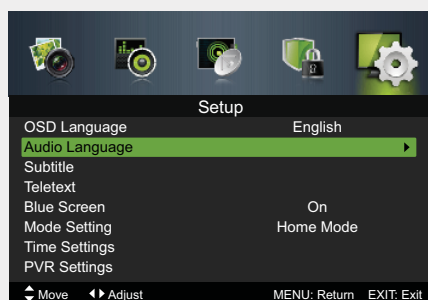 Setup
OSD Language English
Audio Language
Subtitle
Teletext
Blue Screen On
Mode Setting Home Mode
Time Settings
PVR Settings
Move Adjust MENU: Return EXIT: Exit